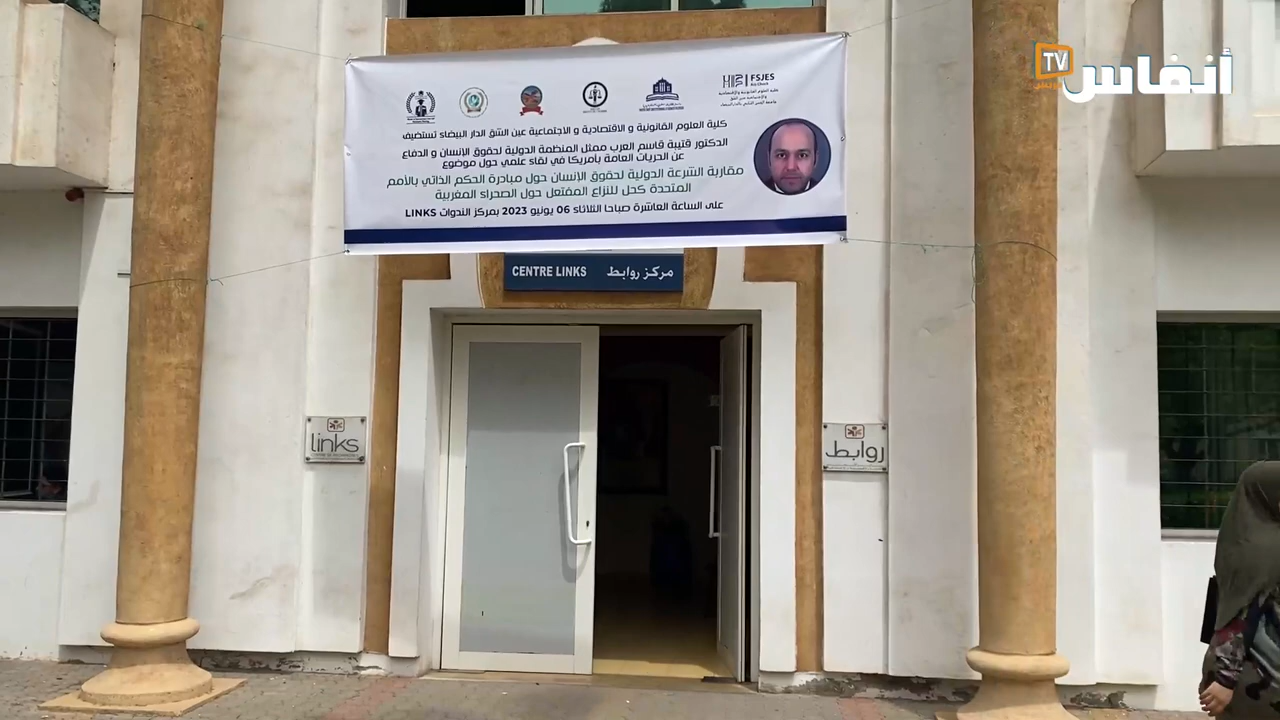 أنفاس
TV
FSJES
Aïn Chock
كلية العلوم القانونية و الاقتصادية و الاجتماعية عين الشق الدار البيضاء تستضيف
الدكتور قتيبة قاسم العرب ممثل المنظمة الدولية لحقوق الإنسان و الدفاع
عن الحريات العامة بأمريكا في لقاء علمي حول موضوع
مقاربة الشرعة الدولية لحقوق الإنسان حول مبادرة الحكم الذاتي بالأمم
المتحدة كحل للنزاع المفتعل حول الصحراء المغربية
على الساعة العاشرة صباحا الثلاثاء 06 يونيو 2023 بمركز الندوات LINKS
CENTRE LINKS مركز روابط
links
روابط